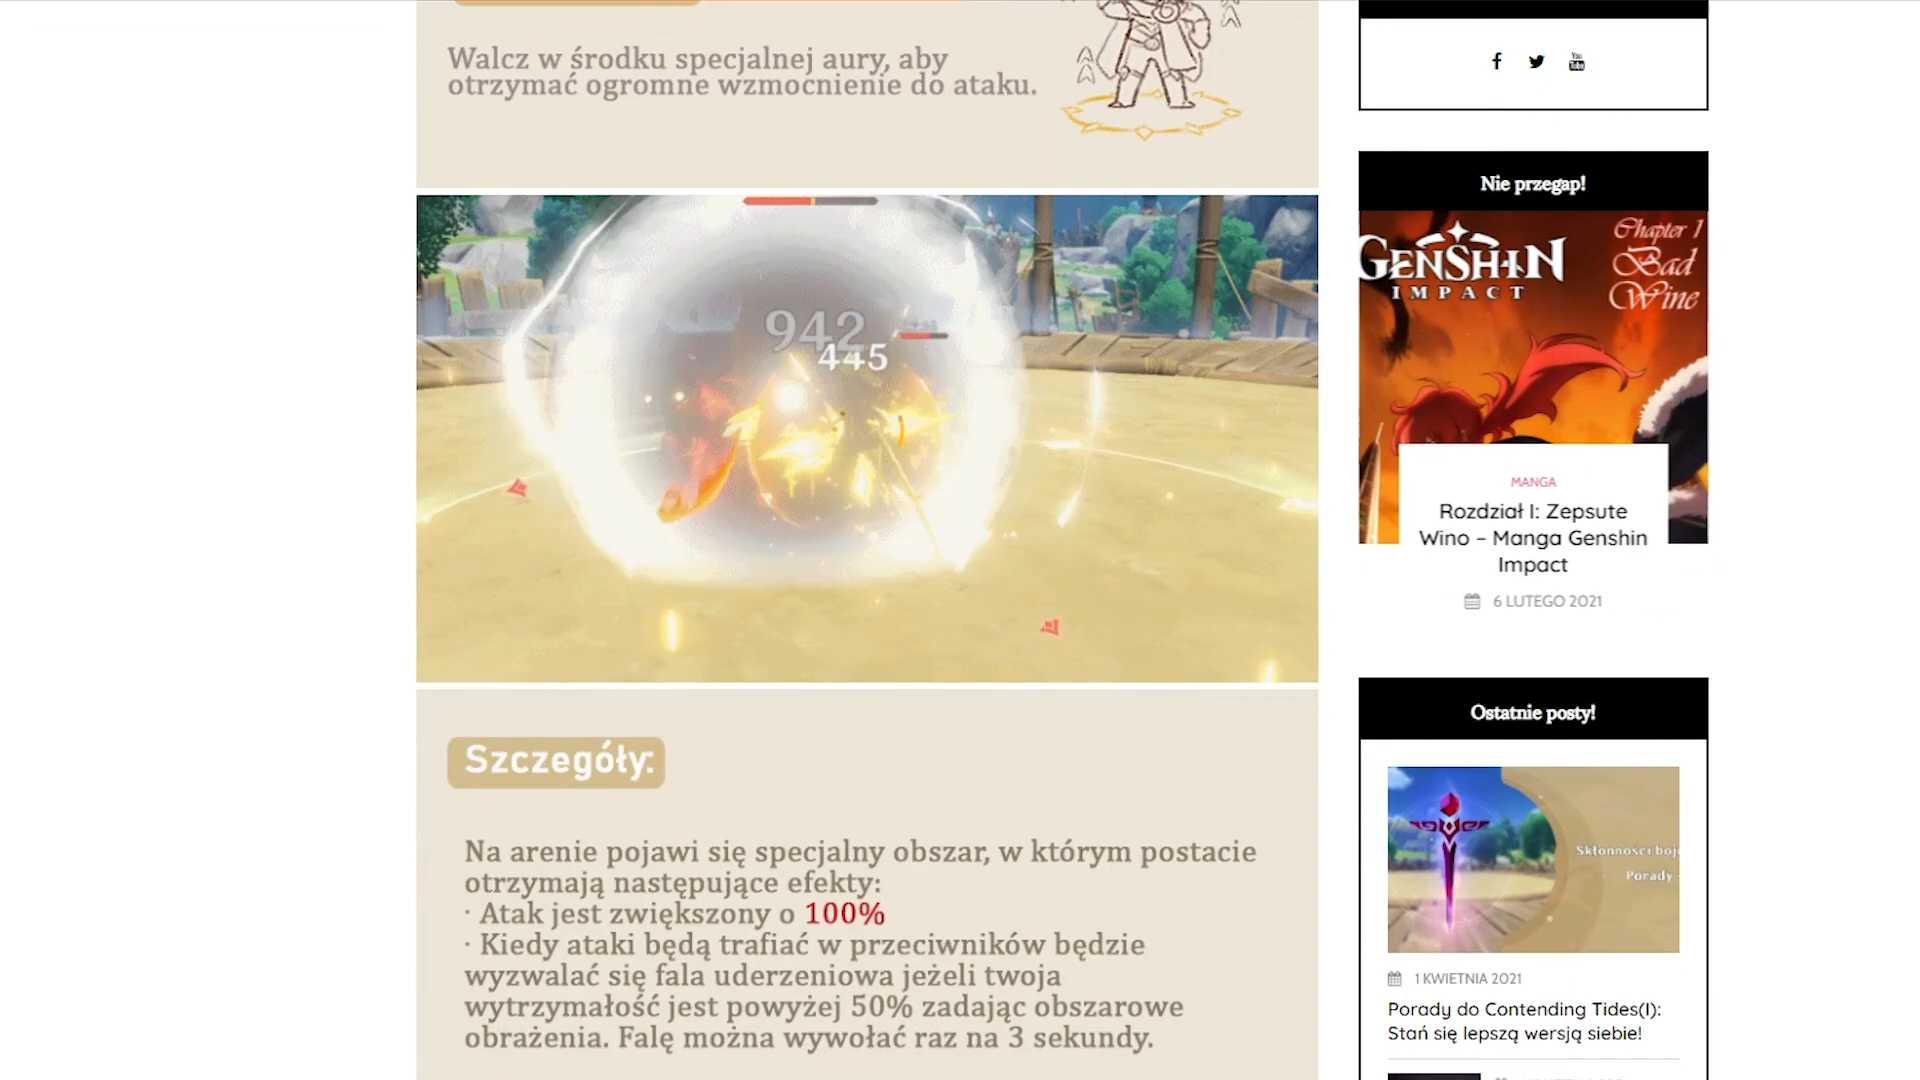 Walcz w środku specjalnej aury, aby
otrzymać ogromne wzmocnienie do ataku.
942
445
Szczegóły:
Na arenie pojawi się specjalny obszar, w którym postacie
otrzymają następujące efekty:
· Atak jest zwiększony o 100%
· Kiedy ataki będą trafiać w przeciwników będzie
wyzwalać się fala uderzeniowa jeżeli twoja
wytrzymałość jest powyżej 50% zadając obszarowe
obrażenia. Falę można wywołać raz na 3 sekundy.
You
Tube
Nie przegap!
GENSHIN
IMPACT
Chapter 1
Bad
Wine
MANGA
Rozdział I: Zepsute
Wino – Manga Genshin
Impact
6 LUTEGO 2021
Ostatnie posty!
Skłonności
Porady
1 KWIETNIA 2021
Porady do Contending Tides(I):
Stań się lepszą wersją siebie!